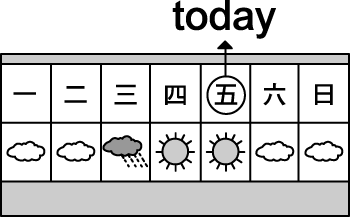 today
一 二 三 四 五 六 日